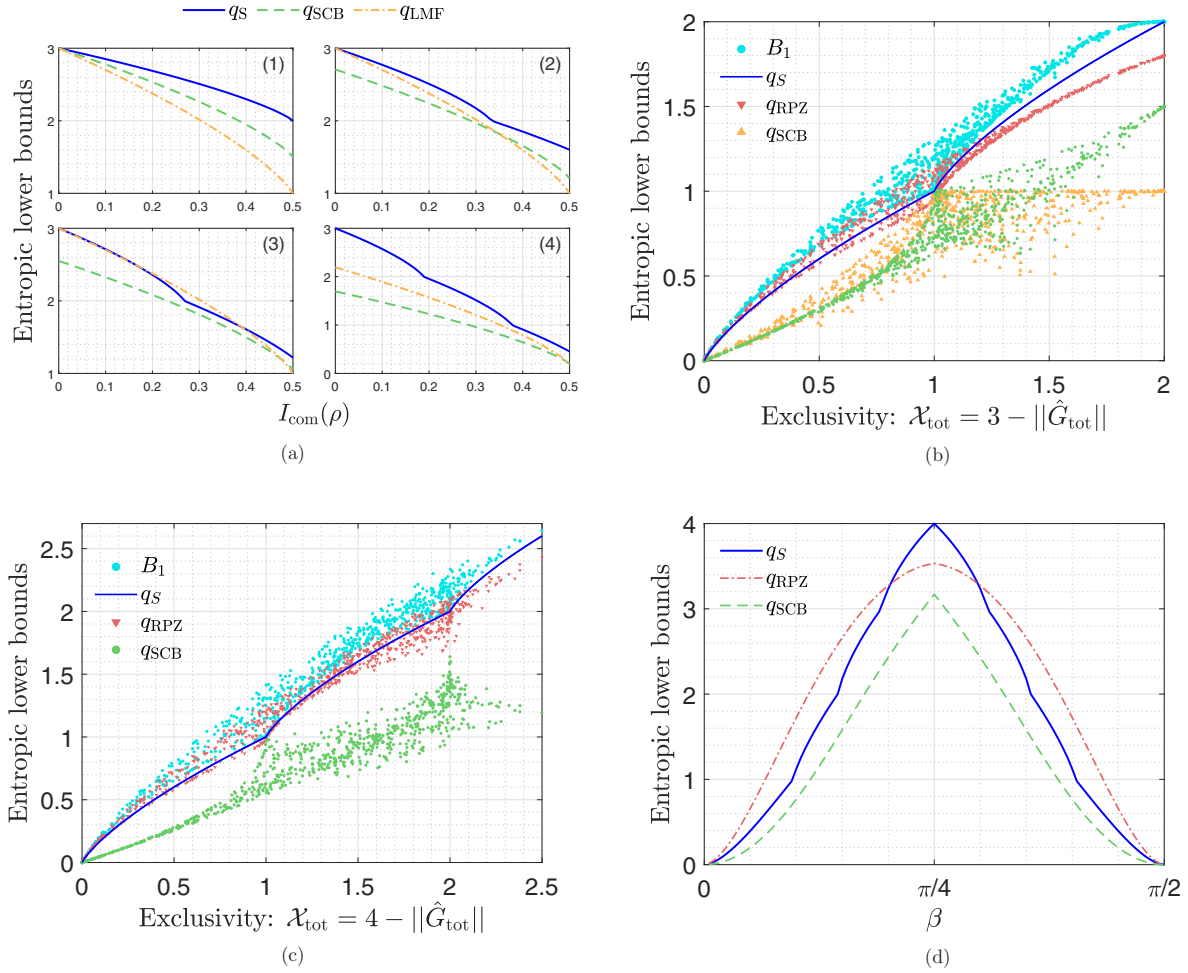 q_S q_SCB q_LMF
Entropic lower bounds
(1)
3
2
1
0 0.1 0.2 0.3 0.4 0.5
(2)
3
2
1
0 0.1 0.2 0.3 0.4 0.5
(3)
3
2
1
0 0.1 0.2 0.3 0.4 0.5
(4)
3
2
1
0
0 0.1 0.2 0.3 0.4 0.5
I_com(ρ)
(a)
Entropic lower bounds
2
1.5
1
0.5
0
B_1
q_S
q_RPZ
q_SCB
0 0.5 1 1.5 2
Exclusivity: 𝒳_tot = 3 − ||Ĝ_tot||
(b)
Entropic lower bounds
2.5
2
1.5
1
0.5
0
B_1
q_S
q_RPZ
q_SCB
0 0.5 1 1.5 2 2.5
Exclusivity: 𝒳_tot = 4 − ||Ĝ_tot||
(c)
Entropic lower bounds
4
3
2
1
0
q_S
q_RPZ
q_SCB
0 π/4 π/2
β
(d)